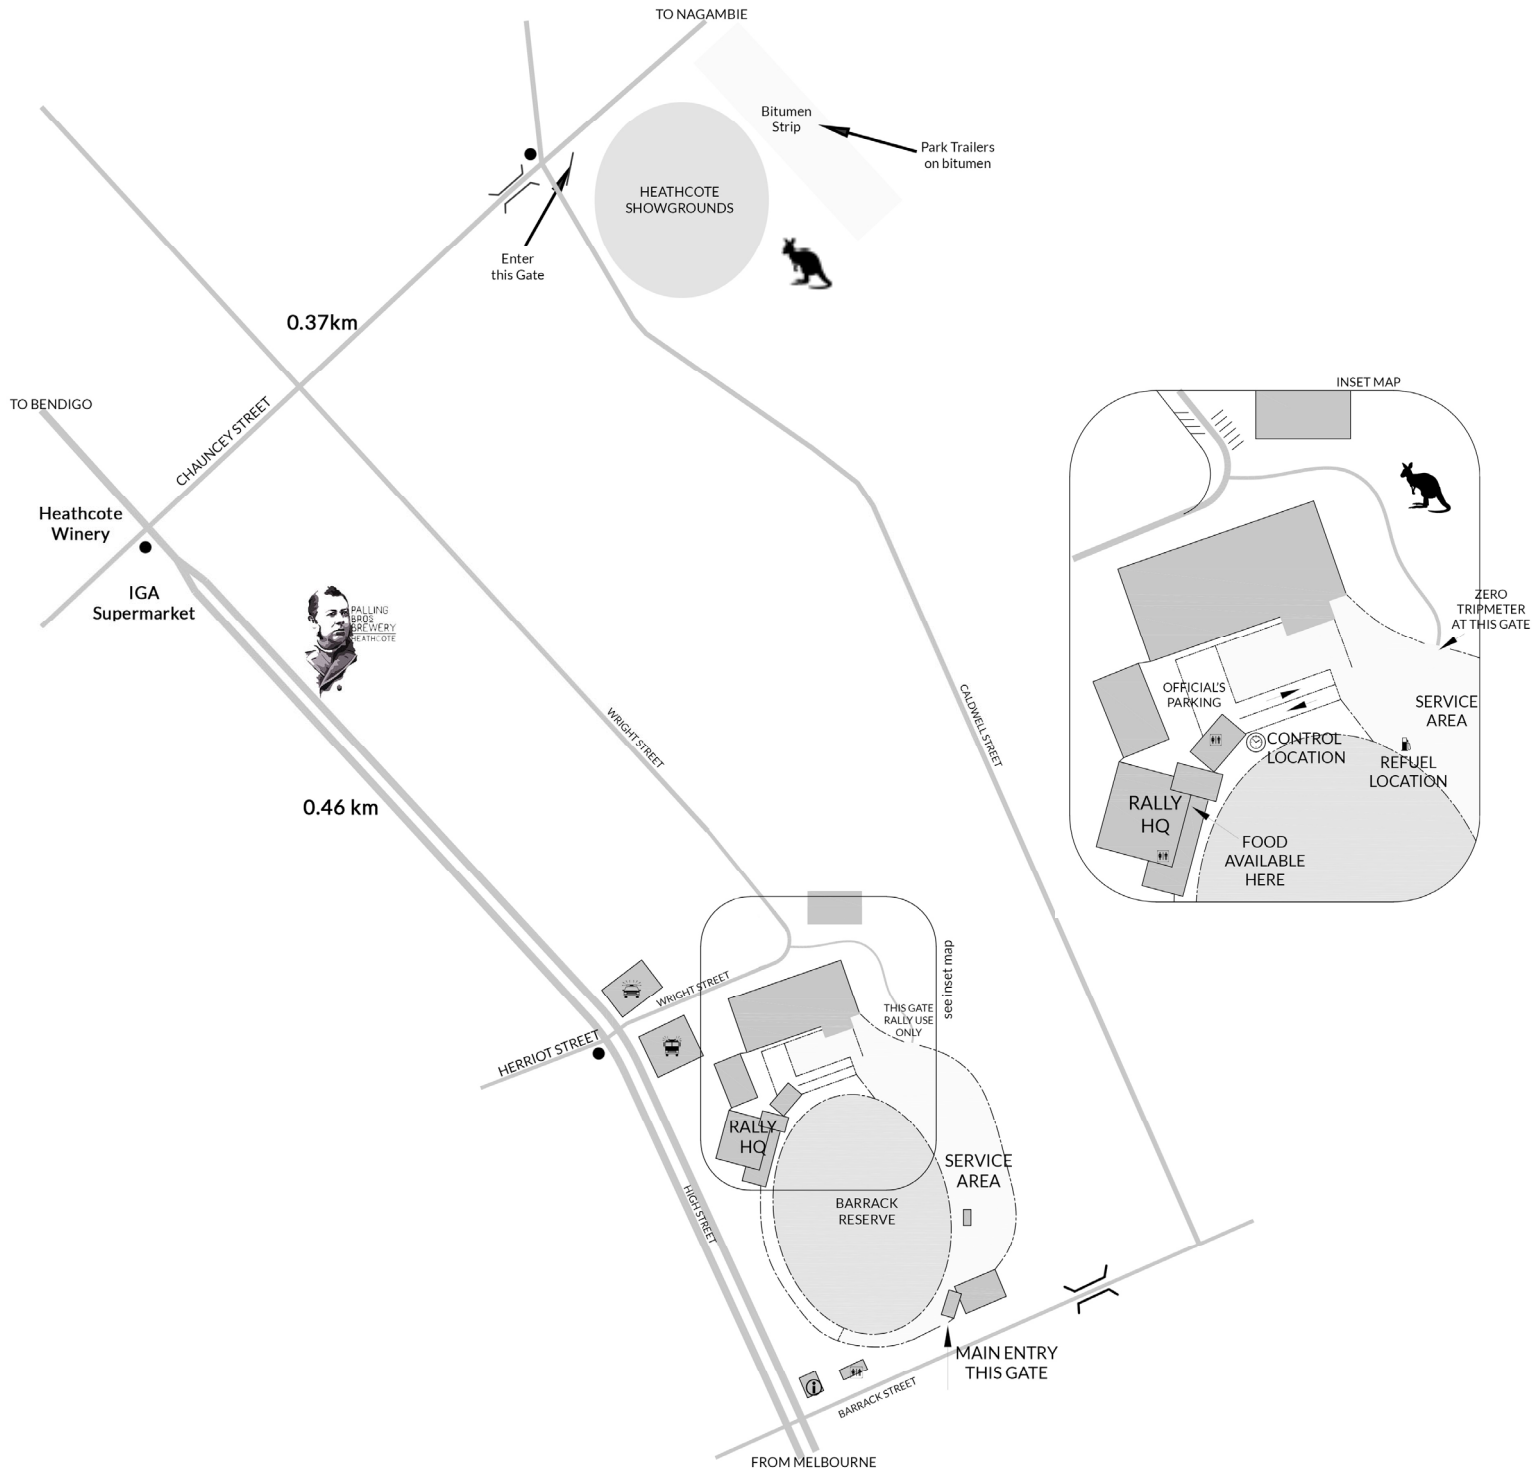 TO NAGAMBIE
Bitumen
Strip
Park Trailers
on bitumen
HEATHCOTE
SHOWGROUNDS
Enter
this Gate
0.37km
TO BENDIGO
CHAUNCEY STREET
Heathcote
Winery
IGA
Supermarket
PALLING
BROS
BREWERY
HEATHCOTE
0.46 km
WRIGHT STREET
CALDWELL STREET
INSET MAP
ZERO
TRIPMETER
AT THIS GATE
OFFICIAL'S
PARKING
SERVICE
AREA
CONTROL
LOCATION
REFUEL
LOCATION
RALLY
HQ
FOOD
AVAILABLE
HERE
see inset map
WRIGHT STREET
THIS GATE
RALLY USE
ONLY
HERRIOT STREET
RALLY
HQ
SERVICE
AREA
HIGH STREET
BARRACK
RESERVE
MAIN ENTRY
THIS GATE
i
BARRACK STREET
FROM MELBOURNE